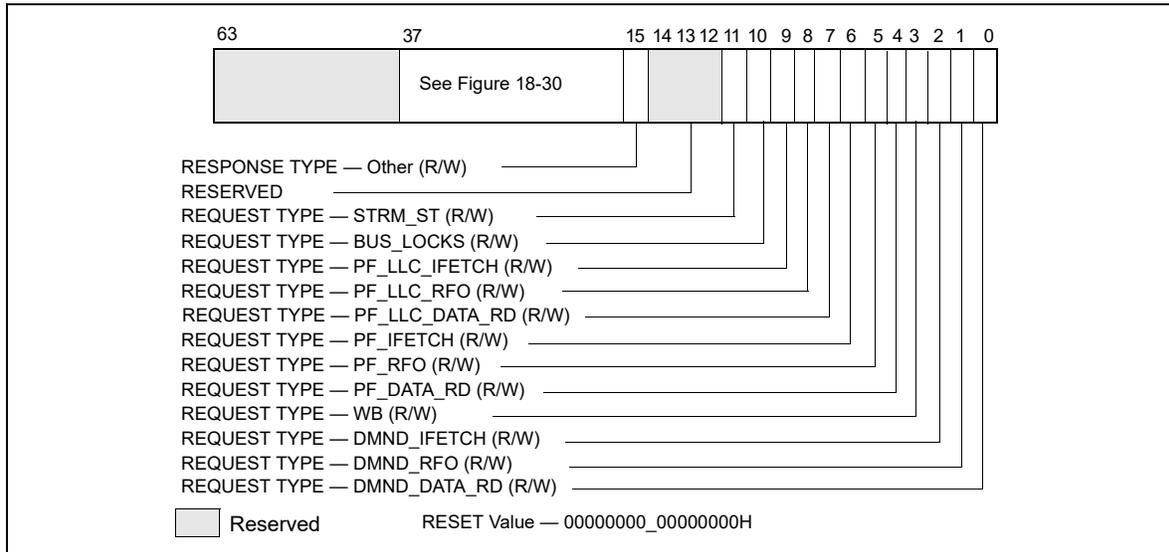 63 37 15 14 13 12 11 10 9 8 7 6 5 4 3 2 1 0
See Figure 18-30
RESPONSE TYPE — Other (R/W)
RESERVED
REQUEST TYPE — STRM_ST (R/W)
REQUEST TYPE — BUS_LOCKS (R/W)
REQUEST TYPE — PF_LLC_IFETCH (R/W)
REQUEST TYPE — PF_LLC_RFO (R/W)
REQUEST TYPE — PF_LLC_DATA_RD (R/W)
REQUEST TYPE — PF_IFETCH (R/W)
REQUEST TYPE — PF_RFO (R/W)
REQUEST TYPE — PF_DATA_RD (R/W)
REQUEST TYPE — WB (R/W)
REQUEST TYPE — DMND_IFETCH (R/W)
REQUEST TYPE — DMND_RFO (R/W)
REQUEST TYPE — DMND_DATA_RD (R/W)
Reserved RESET Value — 00000000_00000000H